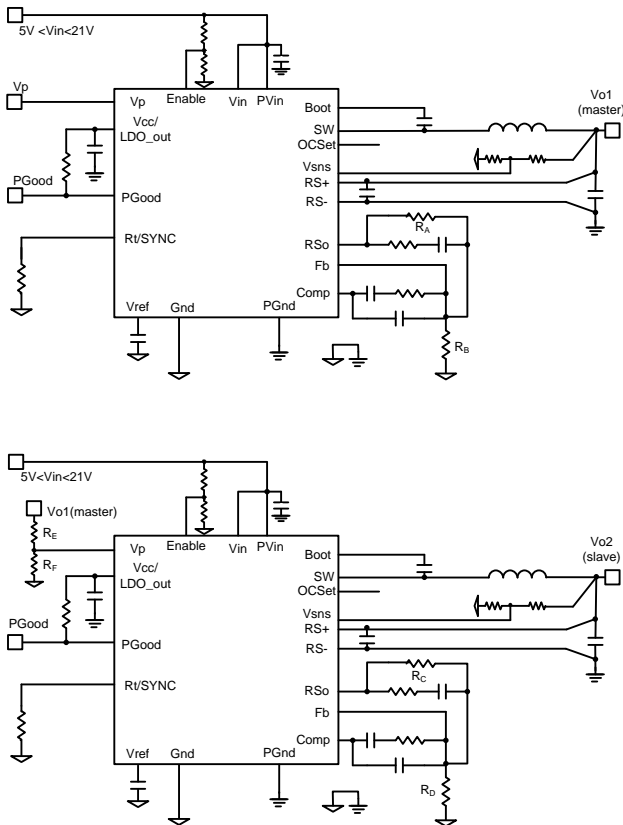 5V <Vin<21V
Vp
Vp
Enable
Vin
PVin
Boot
Vo1
(master)
Vcc/
LDO_out
SW
OCSet
Vsns
PGood
PGood
RS+
RS-
RA
Rt/SYNC
RSo
Fb
Comp
Vref
Gnd
PGnd
RB
5V<Vin<21V
Vo1(master)
RE
RF
Vp
Enable
Vin
PVin
Boot
Vo2
(slave)
Vcc/
LDO_out
SW
OCSet
Vsns
PGood
PGood
RS+
RS-
RC
Rt/SYNC
RSo
Fb
Comp
Vref
Gnd
PGnd
RD